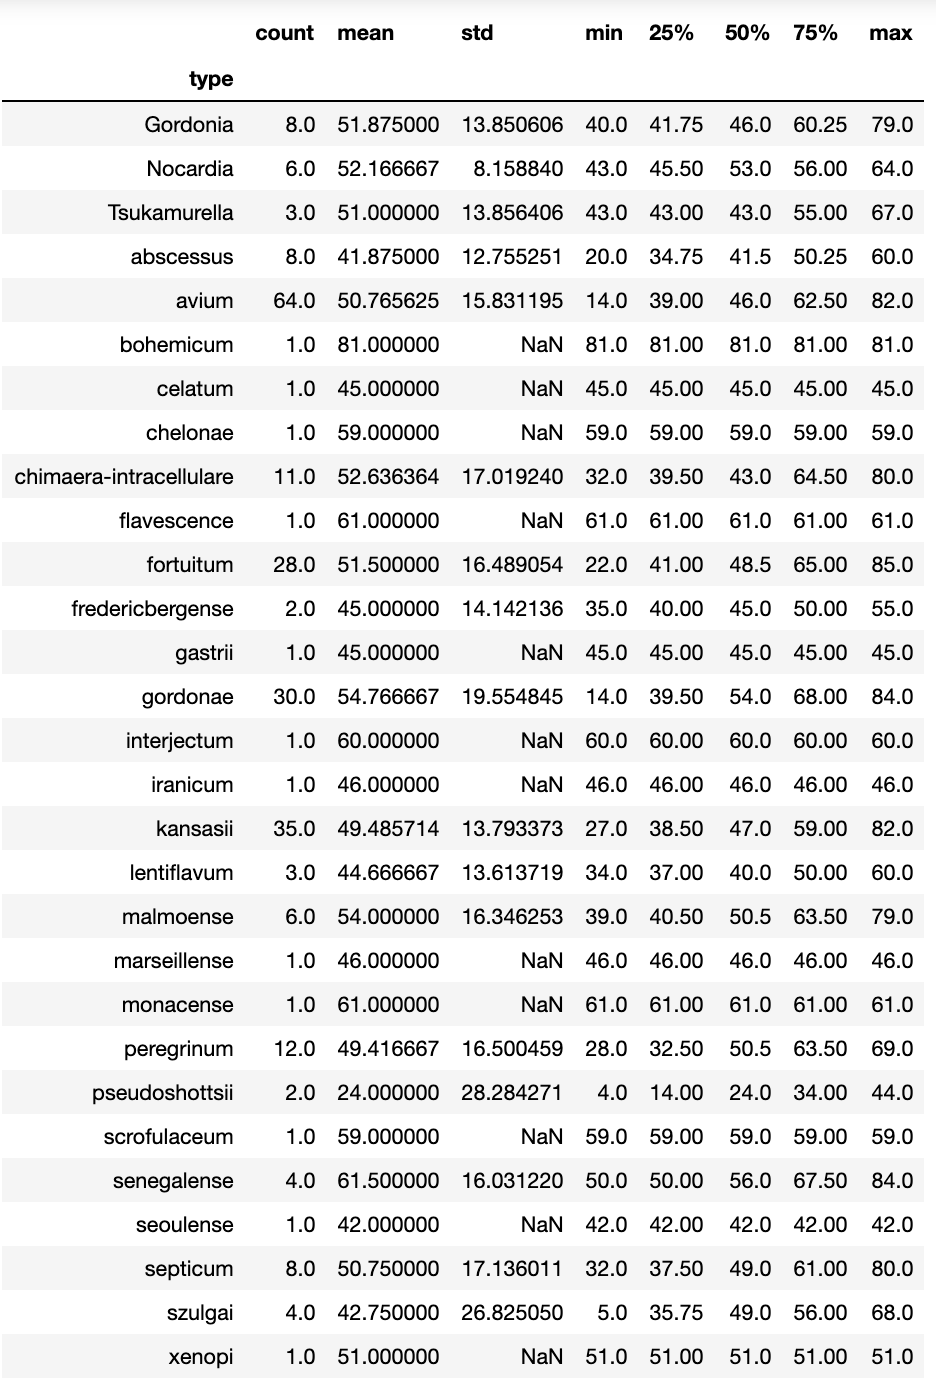 count mean std min 25% 50% 75% max
type
Gordonia 8.0 51.875000 13.850606 40.0 41.75 46.0 60.25 79.0
Nocardia 6.0 52.166667 8.158840 43.0 45.50 53.0 56.00 64.0
Tsukamurella 3.0 51.000000 13.856406 43.0 43.00 43.0 55.00 67.0
abscessus 8.0 41.875000 12.755251 20.0 34.75 41.5 50.25 60.0
avium 64.0 50.765625 15.831195 14.0 39.00 46.0 62.50 82.0
bohemicum 1.0 81.000000 NaN 81.0 81.00 81.0 81.00 81.0
celatum 1.0 45.000000 NaN 45.0 45.00 45.0 45.00 45.0
chelonae 1.0 59.000000 NaN 59.0 59.00 59.0 59.00 59.0
chimaera-intracellulare 11.0 52.636364 17.019240 32.0 39.50 43.0 64.50 80.0
flavescence 1.0 61.000000 NaN 61.0 61.00 61.0 61.00 61.0
fortuitum 28.0 51.500000 16.489054 22.0 41.00 48.5 65.00 85.0
fredericbergense 2.0 45.000000 14.142136 35.0 40.00 45.0 50.00 55.0
gastrii 1.0 45.000000 NaN 45.0 45.00 45.0 45.00 45.0
gordonae 30.0 54.766667 19.554845 14.0 39.50 54.0 68.00 84.0
interjectum 1.0 60.000000 NaN 60.0 60.00 60.0 60.00 60.0
iranicum 1.0 46.000000 NaN 46.0 46.00 46.0 46.00 46.0
kansasii 35.0 49.485714 13.793373 27.0 38.50 47.0 59.00 82.0
lentiflavum 3.0 44.666667 13.613719 34.0 37.00 40.0 50.00 60.0
malmoense 6.0 54.000000 16.346253 39.0 40.50 50.5 63.50 79.0
marseillense 1.0 46.000000 NaN 46.0 46.00 46.0 46.00 46.0
monacense 1.0 61.000000 NaN 61.0 61.00 61.0 61.00 61.0
peregrinum 12.0 49.416667 16.500459 28.0 32.50 50.5 63.50 69.0
pseudoshottsii 2.0 24.000000 28.284271 4.0 14.00 24.0 34.00 44.0
scrofulaceum 1.0 59.000000 NaN 59.0 59.00 59.0 59.00 59.0
senegalense 4.0 61.500000 16.031220 50.0 50.00 56.0 67.50 84.0
seoulense 1.0 42.000000 NaN 42.0 42.00 42.0 42.00 42.0
septicum 8.0 50.750000 17.136011 32.0 37.50 49.0 61.00 80.0
szulgai 4.0 42.750000 26.825050 5.0 35.75 49.0 56.00 68.0
xenopi 1.0 51.000000 NaN 51.0 51.00 51.0 51.00 51.0